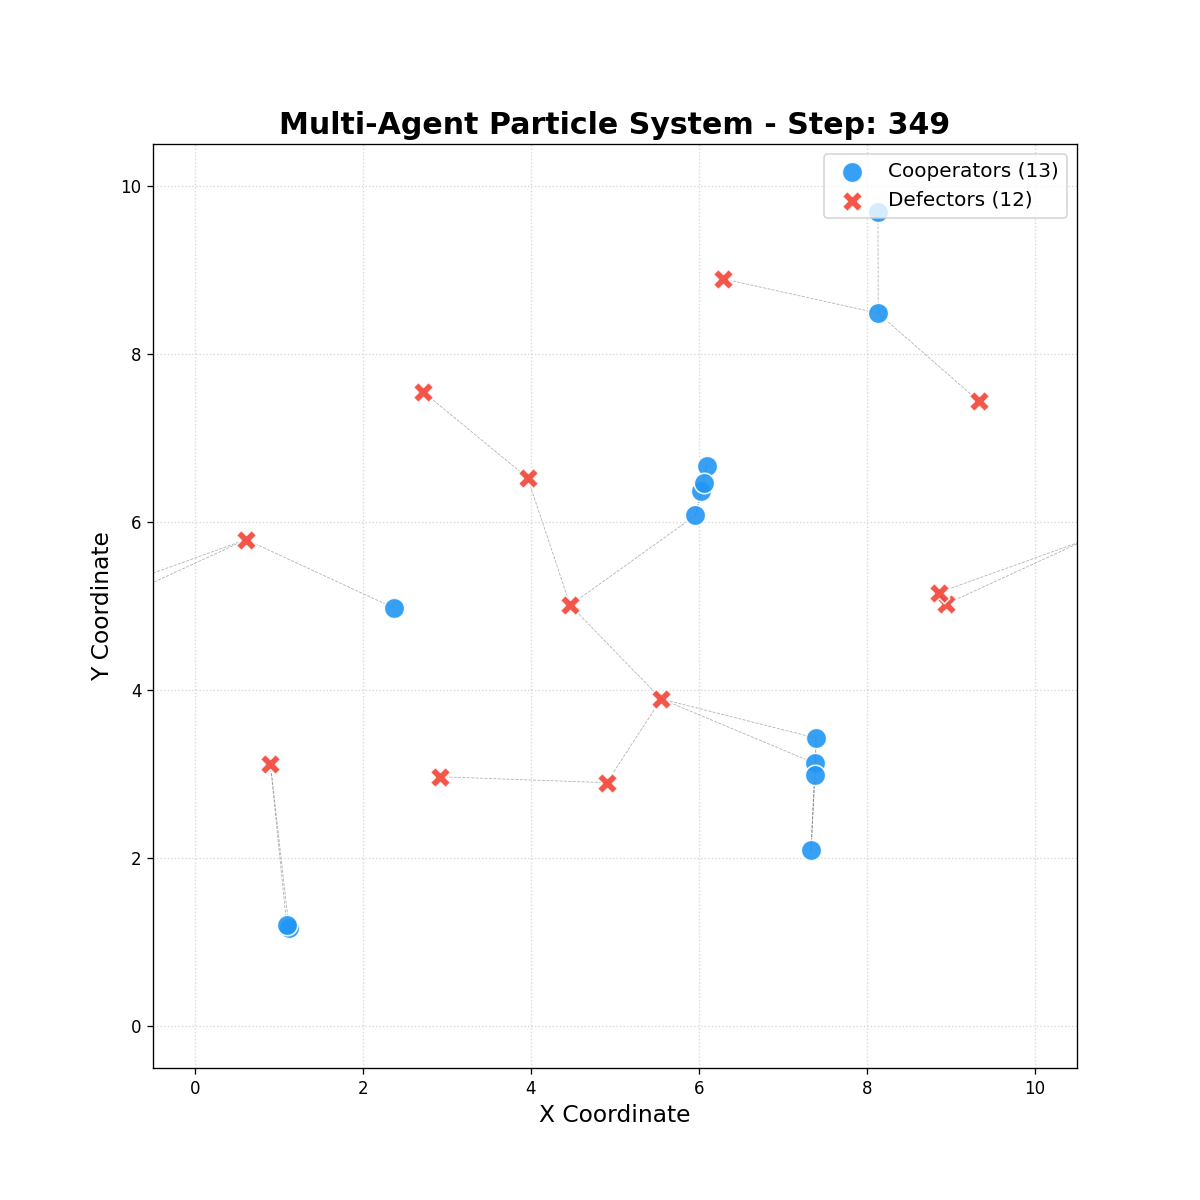 Multi-Agent Particle System - Step: 349
Cooperators (13)
Defectors (12)
10
8
6
4
2
0
Y Coordinate
0 2 4 6 8 10
X Coordinate